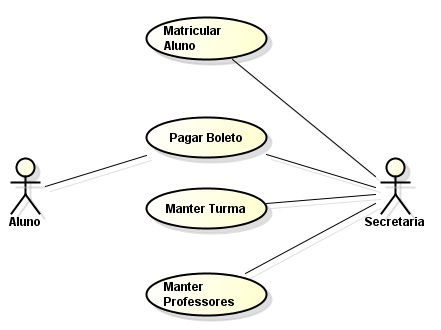 Matricular
Aluno
Pagar Boleto
Aluno
Manter Turma
Secretaria
Manter
Professores